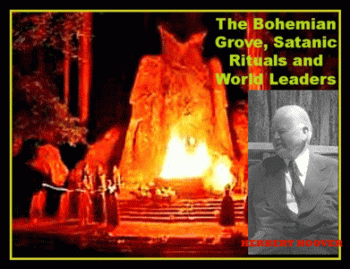 The Bohemian
Grove, Satanic
Rituals and
World Leaders
HERBERT HOOVER